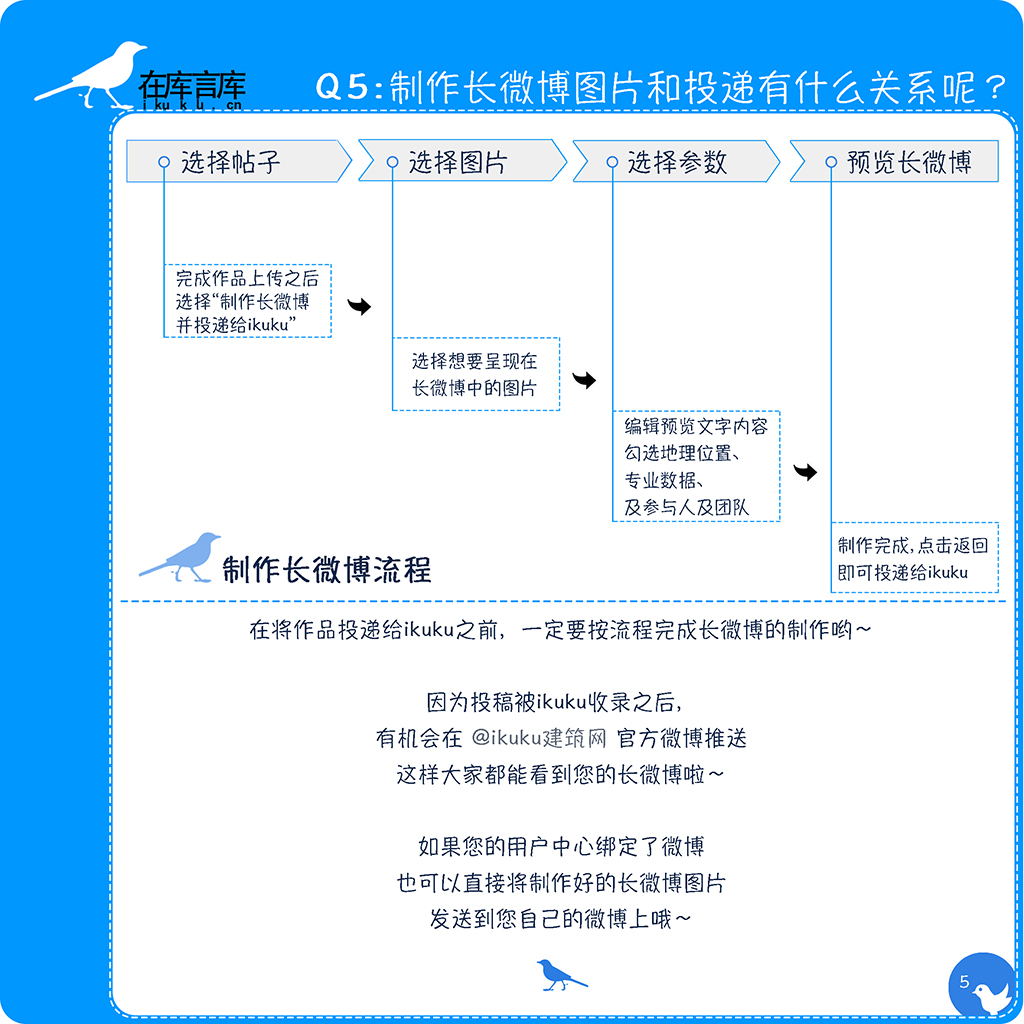 在库言库
ikuku.cn
Q5:制作长微博图片和投递有什么关系呢？
选择帖子
选择图片
选择参数
预览长微博
完成作品上传之后
选择“制作长微博
并投递给ikuku”
选择想要呈现在
长微博中的图片
编辑预览文字内容
勾选地理位置、
专业数据、
及参与人及团队
制作完成,点击返回
即可投递给ikuku
制作长微博流程
在将作品投递给ikuku之前，一定要按流程完成长微博的制作哟～
因为投稿被ikuku收录之后,
有机会在 @ikuku建筑网 官方微博推送
这样大家都能看到您的长微博啦～
如果您的用户中心绑定了微博
也可以直接将制作好的长微博图片
发送到您自己的微博上哦～
5